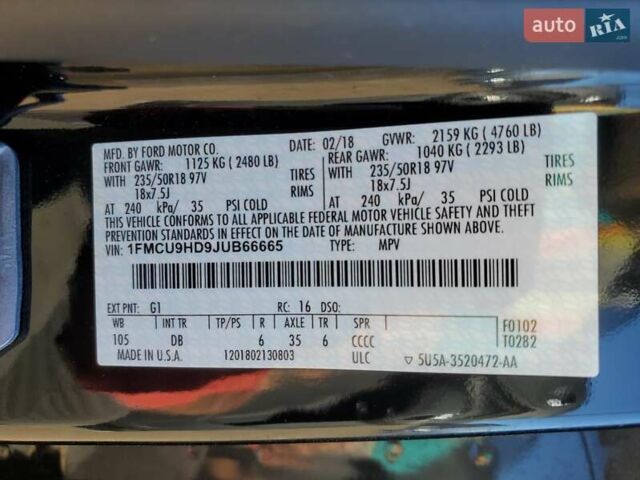 auto RIA .com
MFD. BY FORD MOTOR CO. 02/18 GVWR: 2159 KG ( 4760 LB)
FRONT GAWR: 1125 KG ( 2480 LB) REAR GAWR: 1040 KG ( 2293 LB)
WITH 235/50R18 97V TIRES WITH 235/50R18 97V TIRES
18x7.5J RIMS 18x7.5J RIMS
AT 240 kPa/ 35 PSI COLD AT 240 kPa/ 35 PSI COLD
THIS VEHICLE CONFORMS TO ALL APPLICABLE FEDERAL MOTOR VEHICLE SAFETY AND THEFT
PREVENTION STANDARDS IN EFFECT ON THE DATE OF MANUFACTURE SHOWN ABOVE.
VIN: 1FMCU9HD9JUB66665 TYPE: MPV
EXT PNT: G1 RC: 16 DSO: F0102
WB INT TR TP/PS R AXLE TR SPR T0282
105 DB 6 35 6 CCCC
MADE IN U.S.A. 1201802130803 ULC ▽ 5U5A-3520472-AA